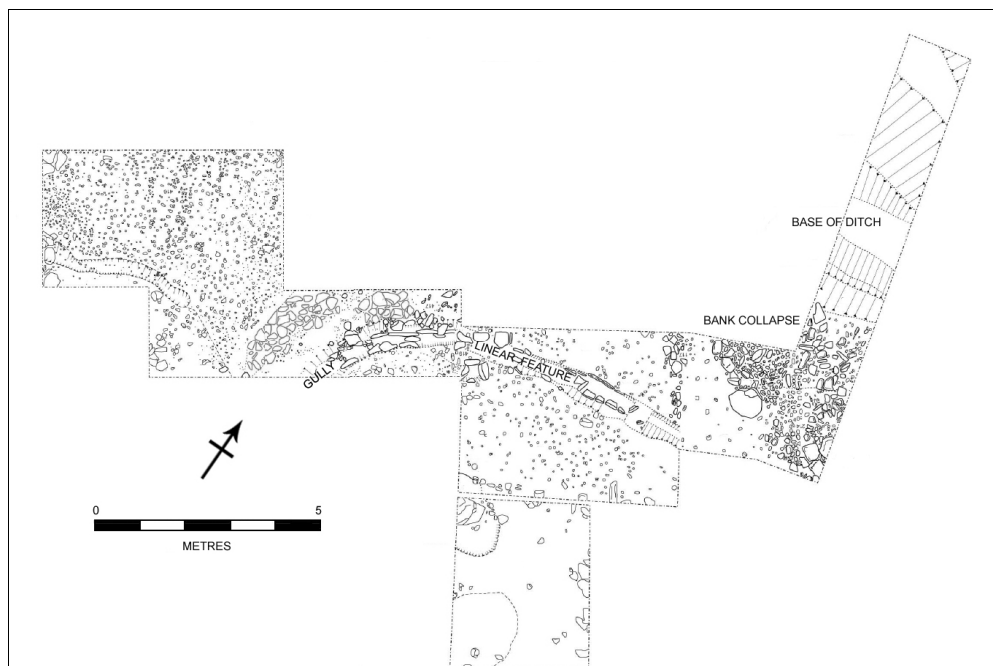 BASE OF DITCH
BANK COLLAPSE
LINEAR FEATURE
GULLY
0 5
METRES